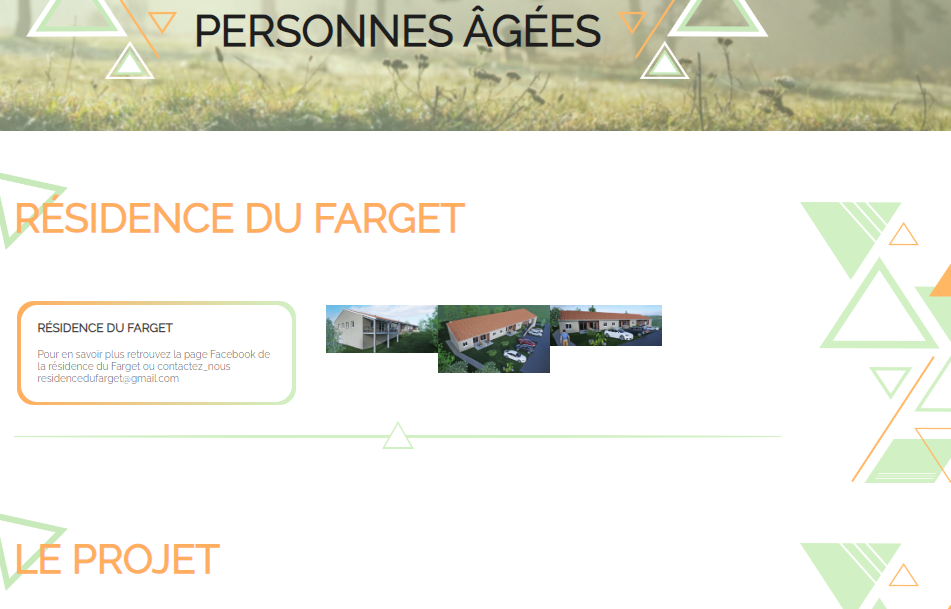 PERSONNES ÂGÉES
RÉSIDENCE DU FARGET
RÉSIDENCE DU FARGET
Pour en savoir plus retrouvez la page Facebook de
la résidence du Farget ou contactez_nous
residencedufarget@gmail.com
LE PROJET